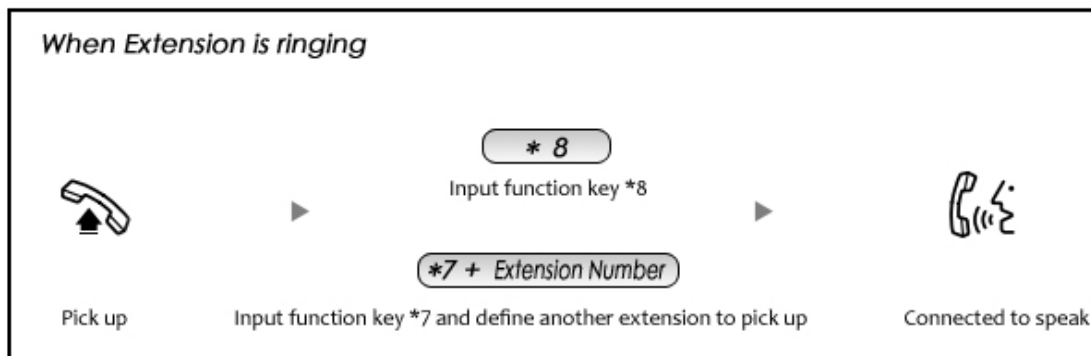 When Extension is ringing
* 8
Input function key *8
*7 + Extension Number
Pick up
Input function key *7 and define another extension to pick up
Connected to speak